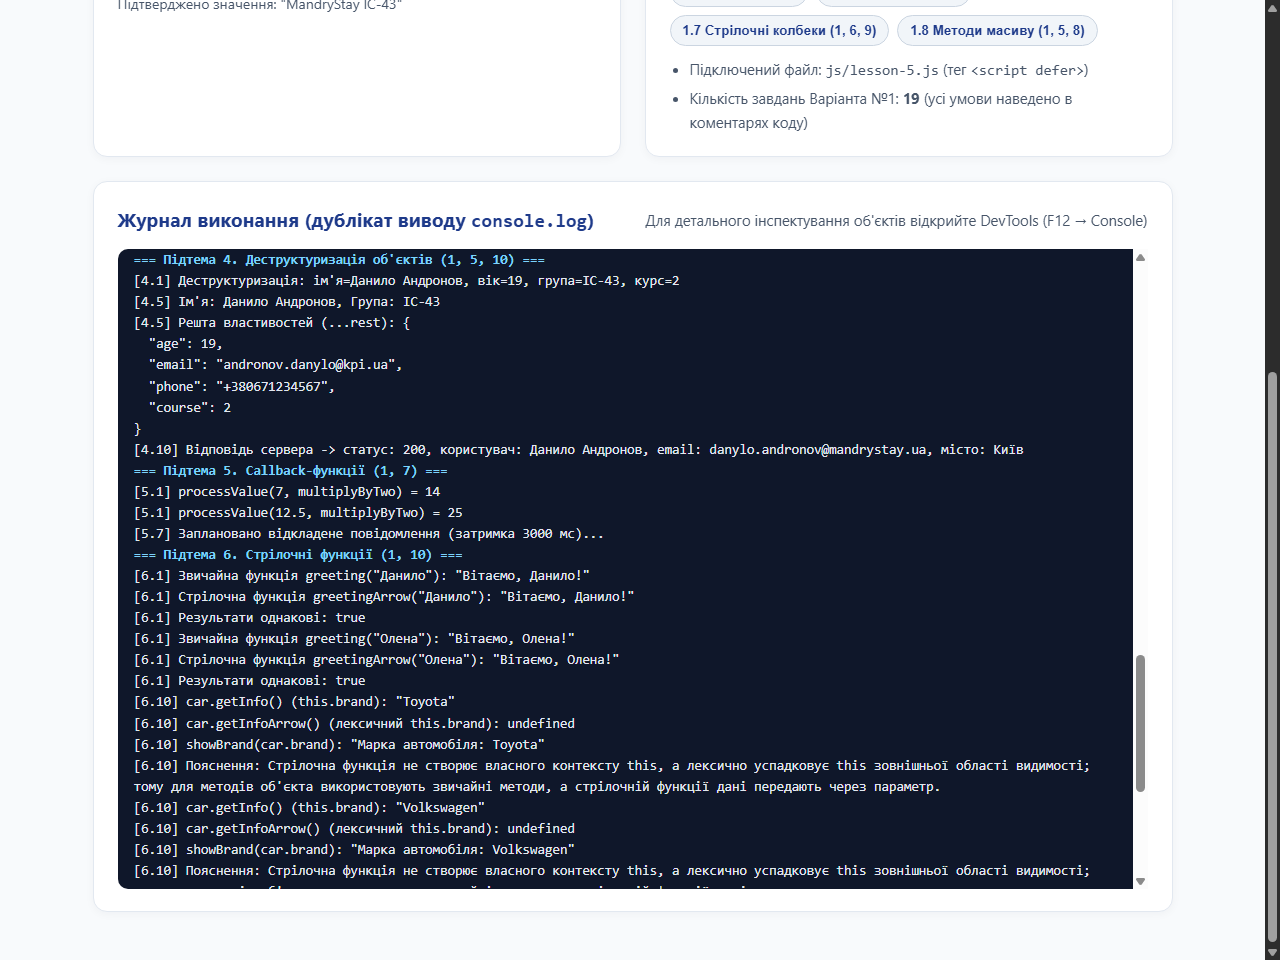 Підтверджено значення: "MandryStay IC-43"
1.7 Стрілочні колбеки (1, 6, 9)
1.8 Методи масиву (1, 5, 8)
Підключений файл: js/lesson-5.js (тег <script defer>)
Кількість завдань Варіанта №1: 19 (усі умови наведено в
коментарях коду)
Журнал виконання (дублікат виводу console.log)
Для детального інспектування об'єктів відкрийте DevTools (F12 → Console)
=== Підтема 4. Деструктуризація об'єктів (1, 5, 10) ===
[4.1] Деструктуризація: ім'я=Данило Андронов, вік=19, група=ІС-43, курс=2
[4.5] Ім'я: Данило Андронов, Група: ІС-43
[4.5] Решта властивостей (...rest): {
"age": 19,
"email": "andronov.danylo@kpi.ua",
"phone": "+380671234567",
"course": 2
}
[4.10] Відповідь сервера -> статус: 200, користувач: Данило Андронов, email: danylo.andronov@mandrystay.ua, місто: Київ
=== Підтема 5. Callback-функції (1, 7) ===
[5.1] processValue(7, multiplyByTwo) = 14
[5.1] processValue(12.5, multiplyByTwo) = 25
[5.7] Заплановано відкладене повідомлення (затримка 3000 мс)...
=== Підтема 6. Стрілочні функції (1, 10) ===
[6.1] Звичайна функція greeting("Данило"): "Вітаємо, Данило!"
[6.1] Стрілочна функція greetingArrow("Данило"): "Вітаємо, Данило!"
[6.1] Результати однакові: true
[6.1] Звичайна функція greeting("Олена"): "Вітаємо, Олена!"
[6.1] Стрілочна функція greetingArrow("Олена"): "Вітаємо, Олена!"
[6.1] Результати однакові: true
[6.10] car.getInfo() (this.brand): "Toyota"
[6.10] car.getInfoArrow() (лексичний this.brand): undefined
[6.10] showBrand(car.brand): "Марка автомобіля: Toyota"
[6.10] Пояснення: Стрілочна функція не створює власного контексту this, а лексично успадковує this зовнішньої області видимості;
тому для методів об'єкта використовують звичайні методи, а стрілочній функції дані передають через параметр.
[6.10] car.getInfo() (this.brand): "Volkswagen"
[6.10] car.getInfoArrow() (лексичний this.brand): undefined
[6.10] showBrand(car.brand): "Марка автомобіля: Volkswagen"
[6.10] Пояснення: Стрілочна функція не створює власного контексту this, а лексично успадковує this зовнішньої області видимості;